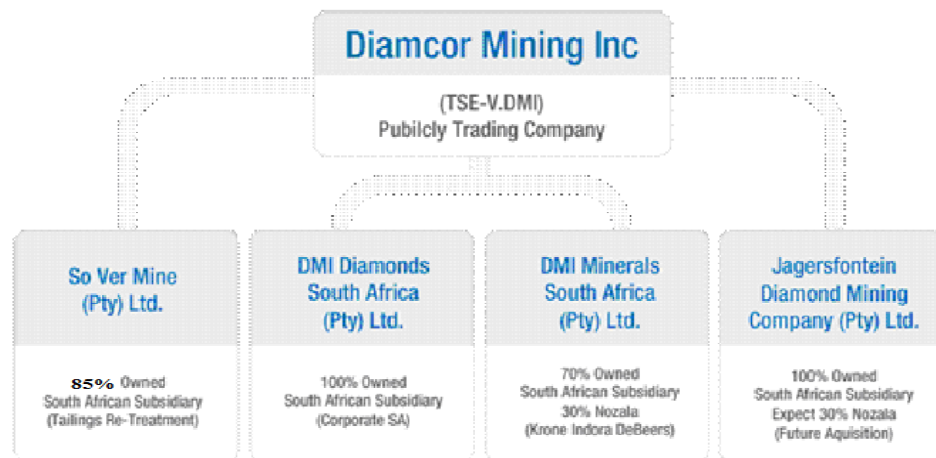 Diamcor Mining Inc
(TSE-V.DMI)
Pubilcly Trading Company
So Ver Mine
(Pty) Ltd.
85% Owned
South African Subsidiary
(Tailings Re-Treatment)
DMI Diamonds
South Africa
(Pty) Ltd.
100% Owned
South African Subsidiary
(Corporate SA)
DMI Minerals
South Africa
(Pty) Ltd.
70% Owned
South African Subsidiary
30% Nozala
(Krone Indora DeBeers)
Jagersfontein
Diamond Mining
Company (Pty) Ltd.
100% Owned
South African Subsidiary
Expect 30% Nozala
(Future Aquisition)